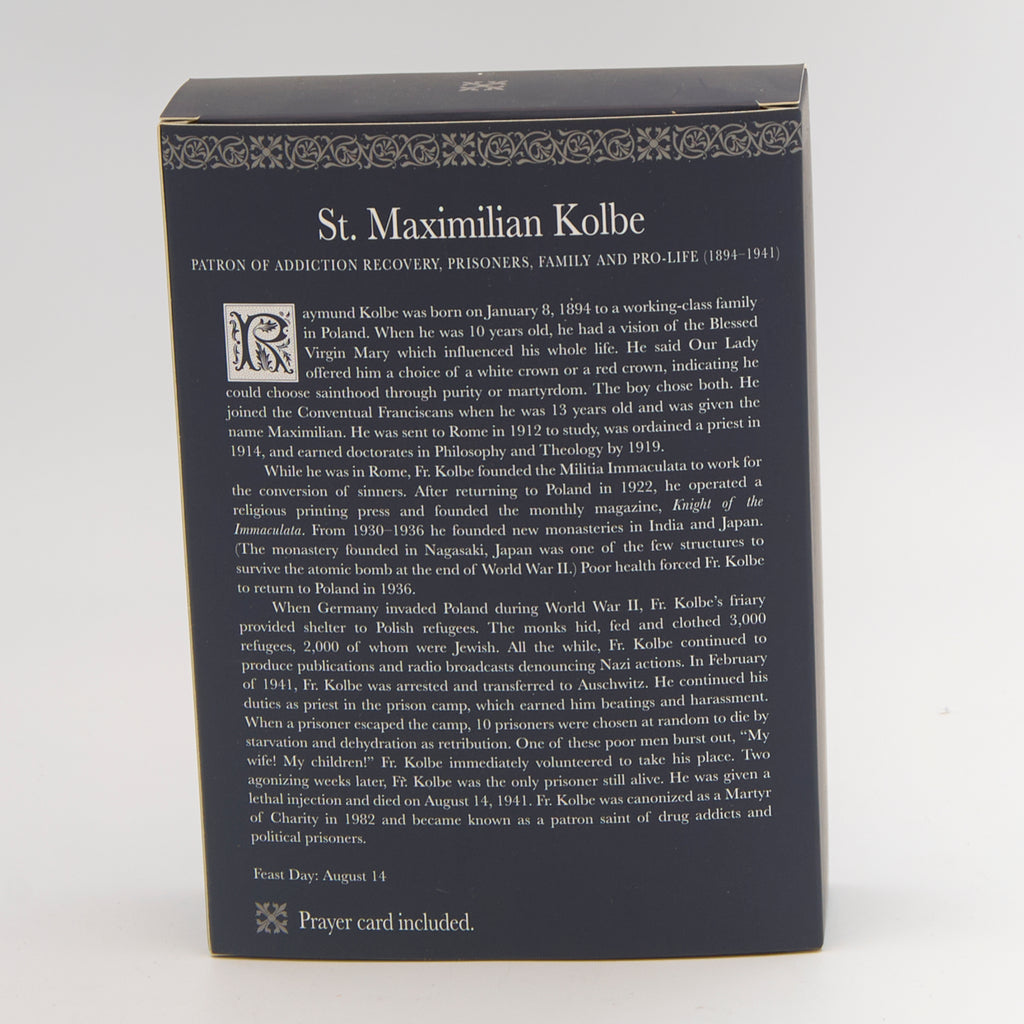 St. Maximilian Kolbe
PATRON OF ADDICTION RECOVERY, PRISONERS, FAMILY AND PRO-LIFE (1894–1941)
Raymund Kolbe was born on January 8, 1894 to a working-class family
in Poland. When he was 10 years old, he had a vision of the Blessed
Virgin Mary which influenced his whole life. He said Our Lady
offered him a choice of a white crown or a red crown, indicating he
could choose sainthood through purity or martyrdom. The boy chose both. He
joined the Conventual Franciscans when he was 13 years old and was given the
name Maximilian. He was sent to Rome in 1912 to study, was ordained a priest in
1914, and earned doctorates in Philosophy and Theology by 1919.
While he was in Rome, Fr. Kolbe founded the Militia Immaculata to work for
the conversion of sinners. After returning to Poland in 1922, he operated a
religious printing press and founded the monthly magazine, Knight of the
Immaculata. From 1930–1936 he founded new monasteries in India and Japan.
(The monastery founded in Nagasaki, Japan was one of the few structures to
survive the atomic bomb at the end of World War II.) Poor health forced Fr. Kolbe
to return to Poland in 1936.
When Germany invaded Poland during World War II, Fr. Kolbe's friary
provided shelter to Polish refugees. The monks hid, fed and clothed 3,000
refugees, 2,000 of whom were Jewish. All the while, Fr. Kolbe continued to
produce publications and radio broadcasts denouncing Nazi actions. In February
of 1941, Fr. Kolbe was arrested and transferred to Auschwitz. He continued his
duties as priest in the prison camp, which earned him beatings and harassment.
When a prisoner escaped the camp, 10 prisoners were chosen at random to die by
starvation and dehydration as retribution. One of these poor men burst out, “My
wife! My children!” Fr. Kolbe immediately volunteered to take his place. Two
agonizing weeks later, Fr. Kolbe was the only prisoner still alive. He was given a
lethal injection and died on August 14, 1941. Fr. Kolbe was canonized as a Martyr
of Charity in 1982 and became known as a patron saint of drug addicts and
political prisoners.
Feast Day: August 14
Prayer card included.